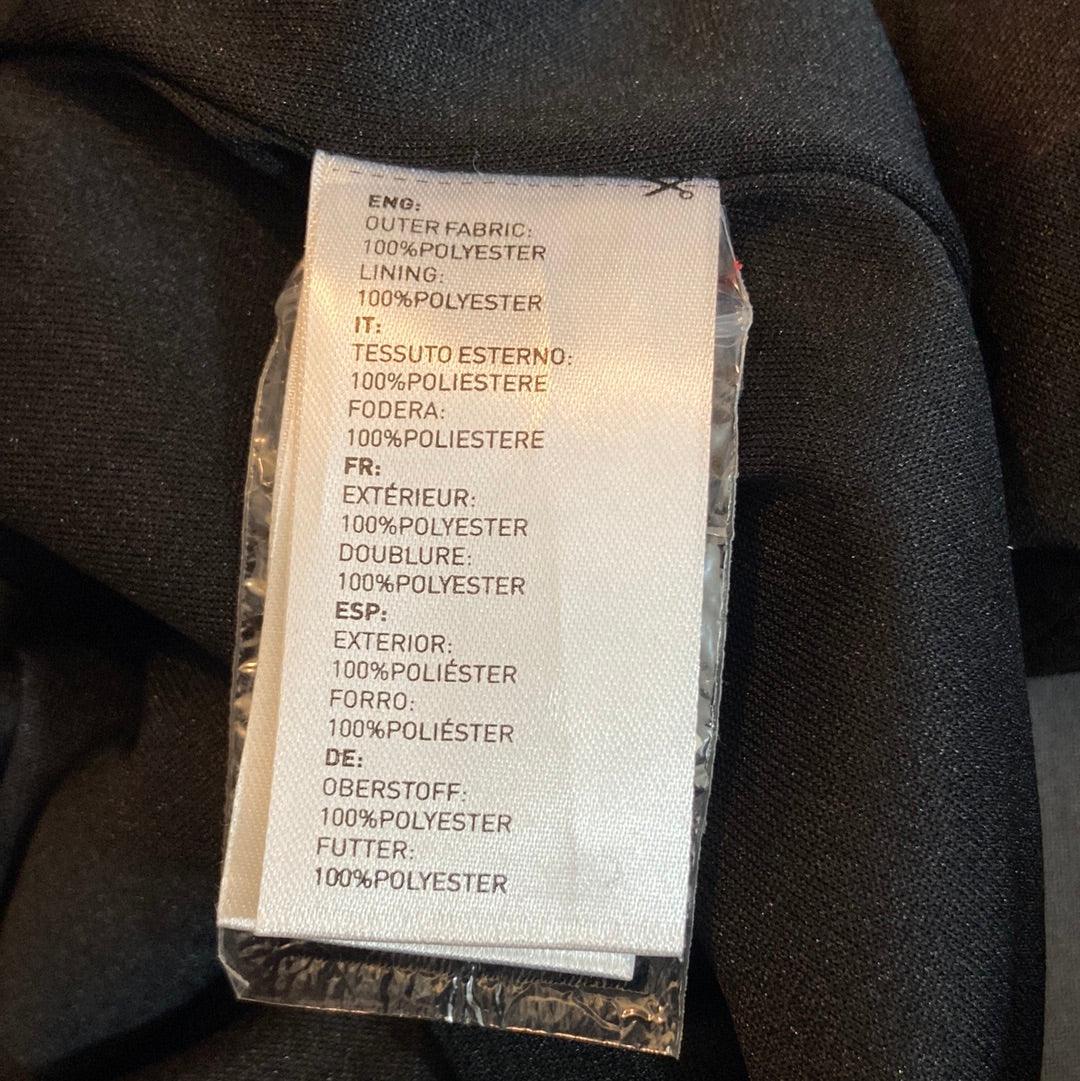 ENG:
OUTER FABRIC:
100%POLYESTER
LINING:
100%POLYESTER
IT:
TESSUTO ESTERNO:
100%POLIESTERE
FODERA:
100%POLIESTERE
FR:
EXTÉRIEUR:
100%POLYESTER
DOUBLURE:
100%POLYESTER
ESP:
EXTERIOR:
100%POLIÉSTER
FORRO:
100%POLIÉSTER
DE:
OBERSTOFF:
100%POLYESTER
FUTTER:
100%POLYESTER